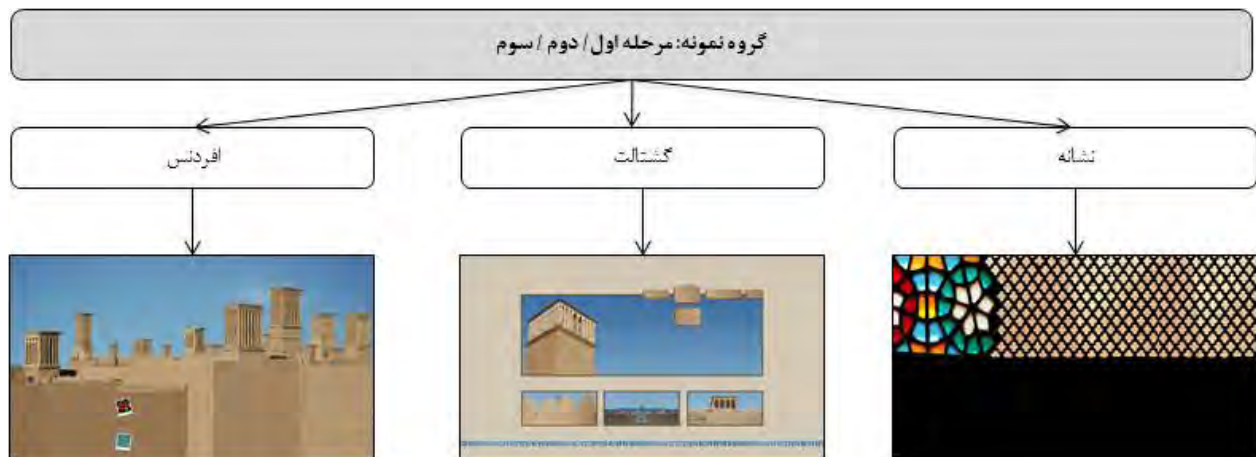 گروه نمونه: مرحله اول/ دوم / سوم
نشانه
گشتالت
افردنس